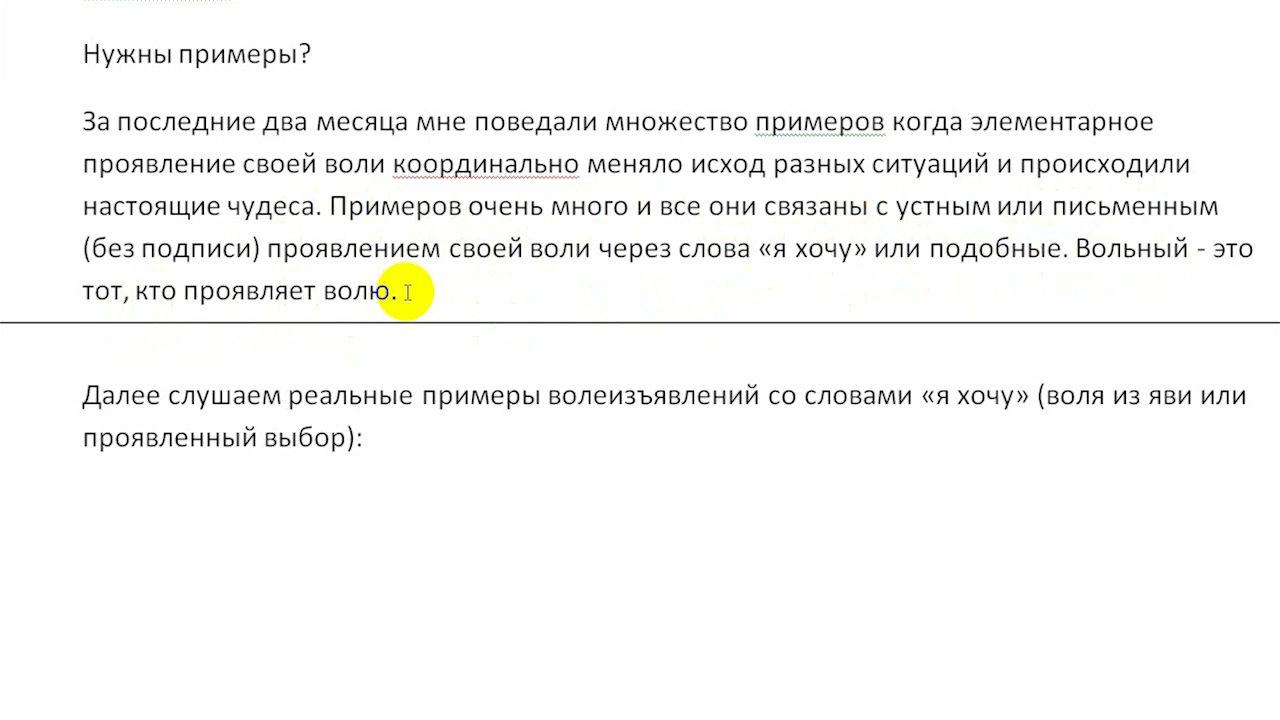 Нужны примеры?
За последние два месяца мне поведали множество примеров когда элементарное
проявление своей воли координально меняло исход разных ситуаций и происходили
настоящие чудеса. Примеров очень много и все они связаны с устным или письменным
(без подписи) проявлением своей воли через слова «я хочу» или подобные. Вольный - это
тот, кто проявляет волю.
Далее слушаем реальные примеры волеизъявлений со словами «я хочу» (воля из яви или
проявленный выбор):